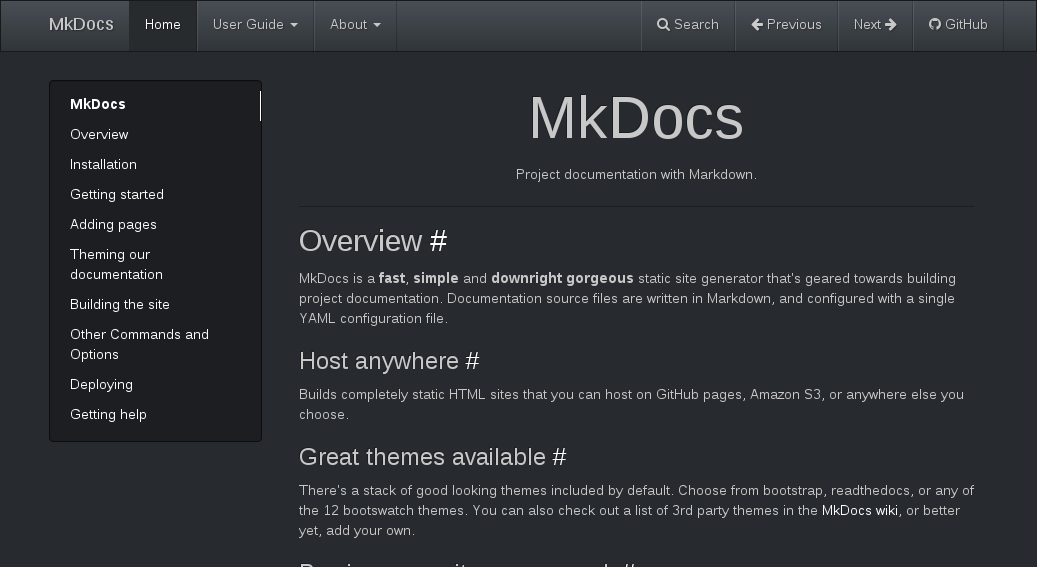 MkDocs Home User Guide About Search Previous Next GitHub
MkDocs
Overview
Installation
Getting started
Adding pages
Theming our
documentation
Building the site
Other Commands and
Options
Deploying
Getting help
MkDocs
Project documentation with Markdown.
Overview #
MkDocs is a fast, simple and downright gorgeous static site generator that's geared towards building
project documentation. Documentation source files are written in Markdown, and configured with a single
YAML configuration file.
Host anywhere #
Builds completely static HTML sites that you can host on GitHub pages, Amazon S3, or anywhere else you
choose.
Great themes available #
There's a stack of good looking themes included by default. Choose from bootstrap, readthedocs, or any of
the 12 bootswatch themes. You can also check out a list of 3rd party themes in the MkDocs wiki, or better
yet, add your own.